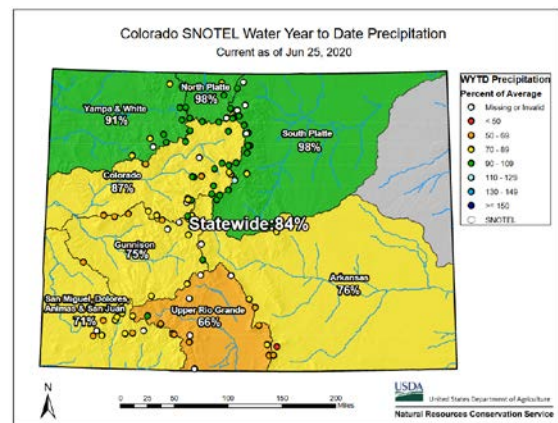 Colorado SNOTEL Water Year to Date Precipitation
Current as of Jun 25, 2020
North Platte
98%
Yampa & White
91%
South Platte
98%
Colorado
87%
Statewide:84%
Gunnison
75%
Arkansas
76%
San Miguel, Dolores,
Animas & San Juan
71%
Upper Rio Grande
66%
WYTD Precipitation
Percent of Average
Missing or Invalid
< 50
50 - 69
70 - 89
90 - 109
110 - 129
130 - 149
>= 150
SNOTEL
N
0 25 50 100 150 200
Miles
USDA
United States Department of Agriculture
Natural Resources Conservation Service